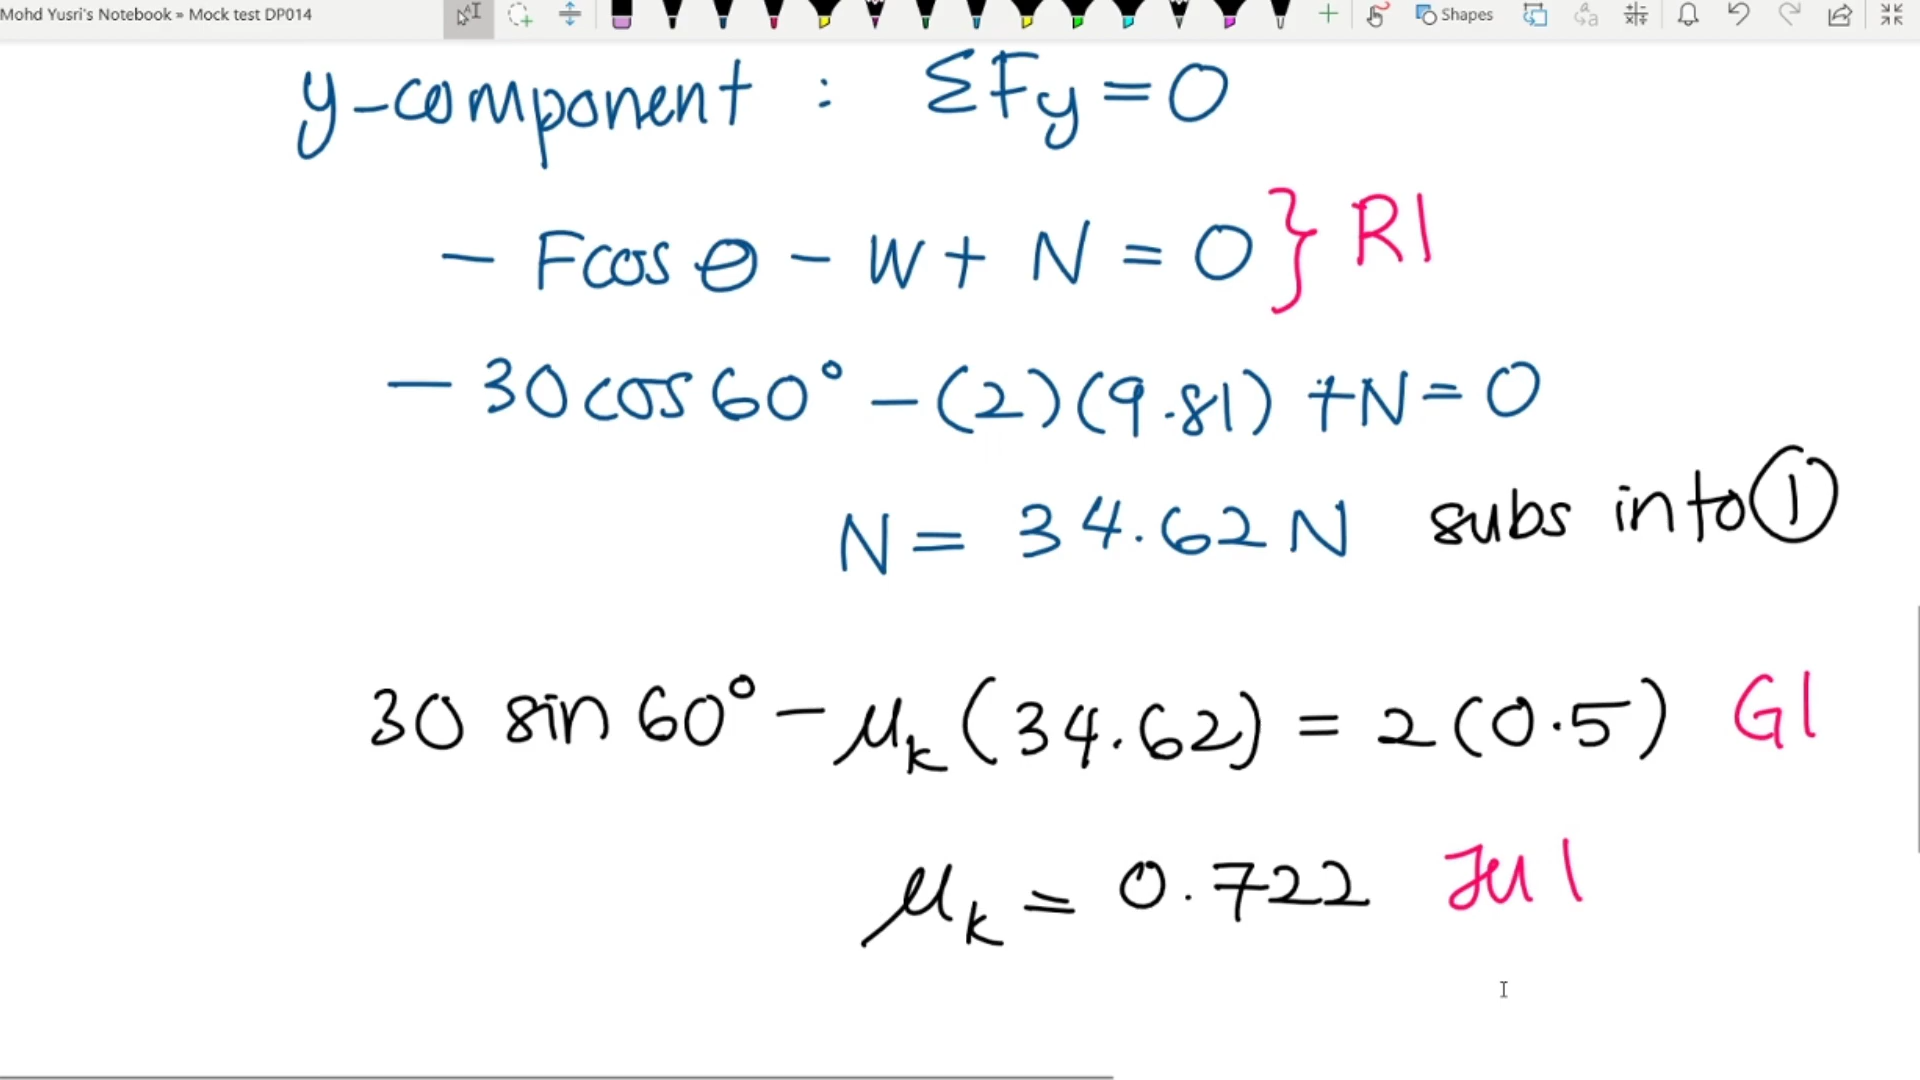 Mohd Yusri's Notebook » Mock test DP014
Shapes
y-component : ΣFy = 0
- Fcos θ - W + N = 0 } R1
- 30 cos 60° - (2)(9.81) + N = 0
N = 34.62 N subs into ①
30 sin 60° - μk (34.62) = 2(0.5) G1
μk = 0.722 JU1